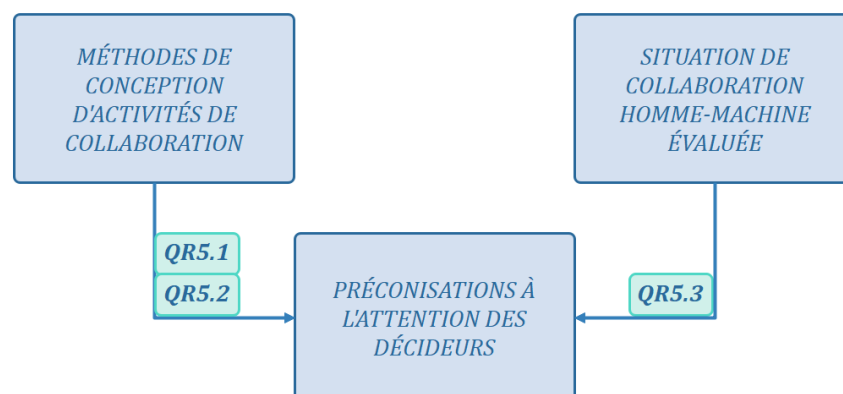 MÉTHODES DE
CONCEPTION
D'ACTIVITÉS DE
COLLABORATION
SITUATION DE
COLLABORATION
HOMME-MACHINE
ÉVALUÉE
QR5.1
QR5.2
PRÉCONISATIONS À
L'ATTENTION DES
DÉCIDEURS
QR5.3